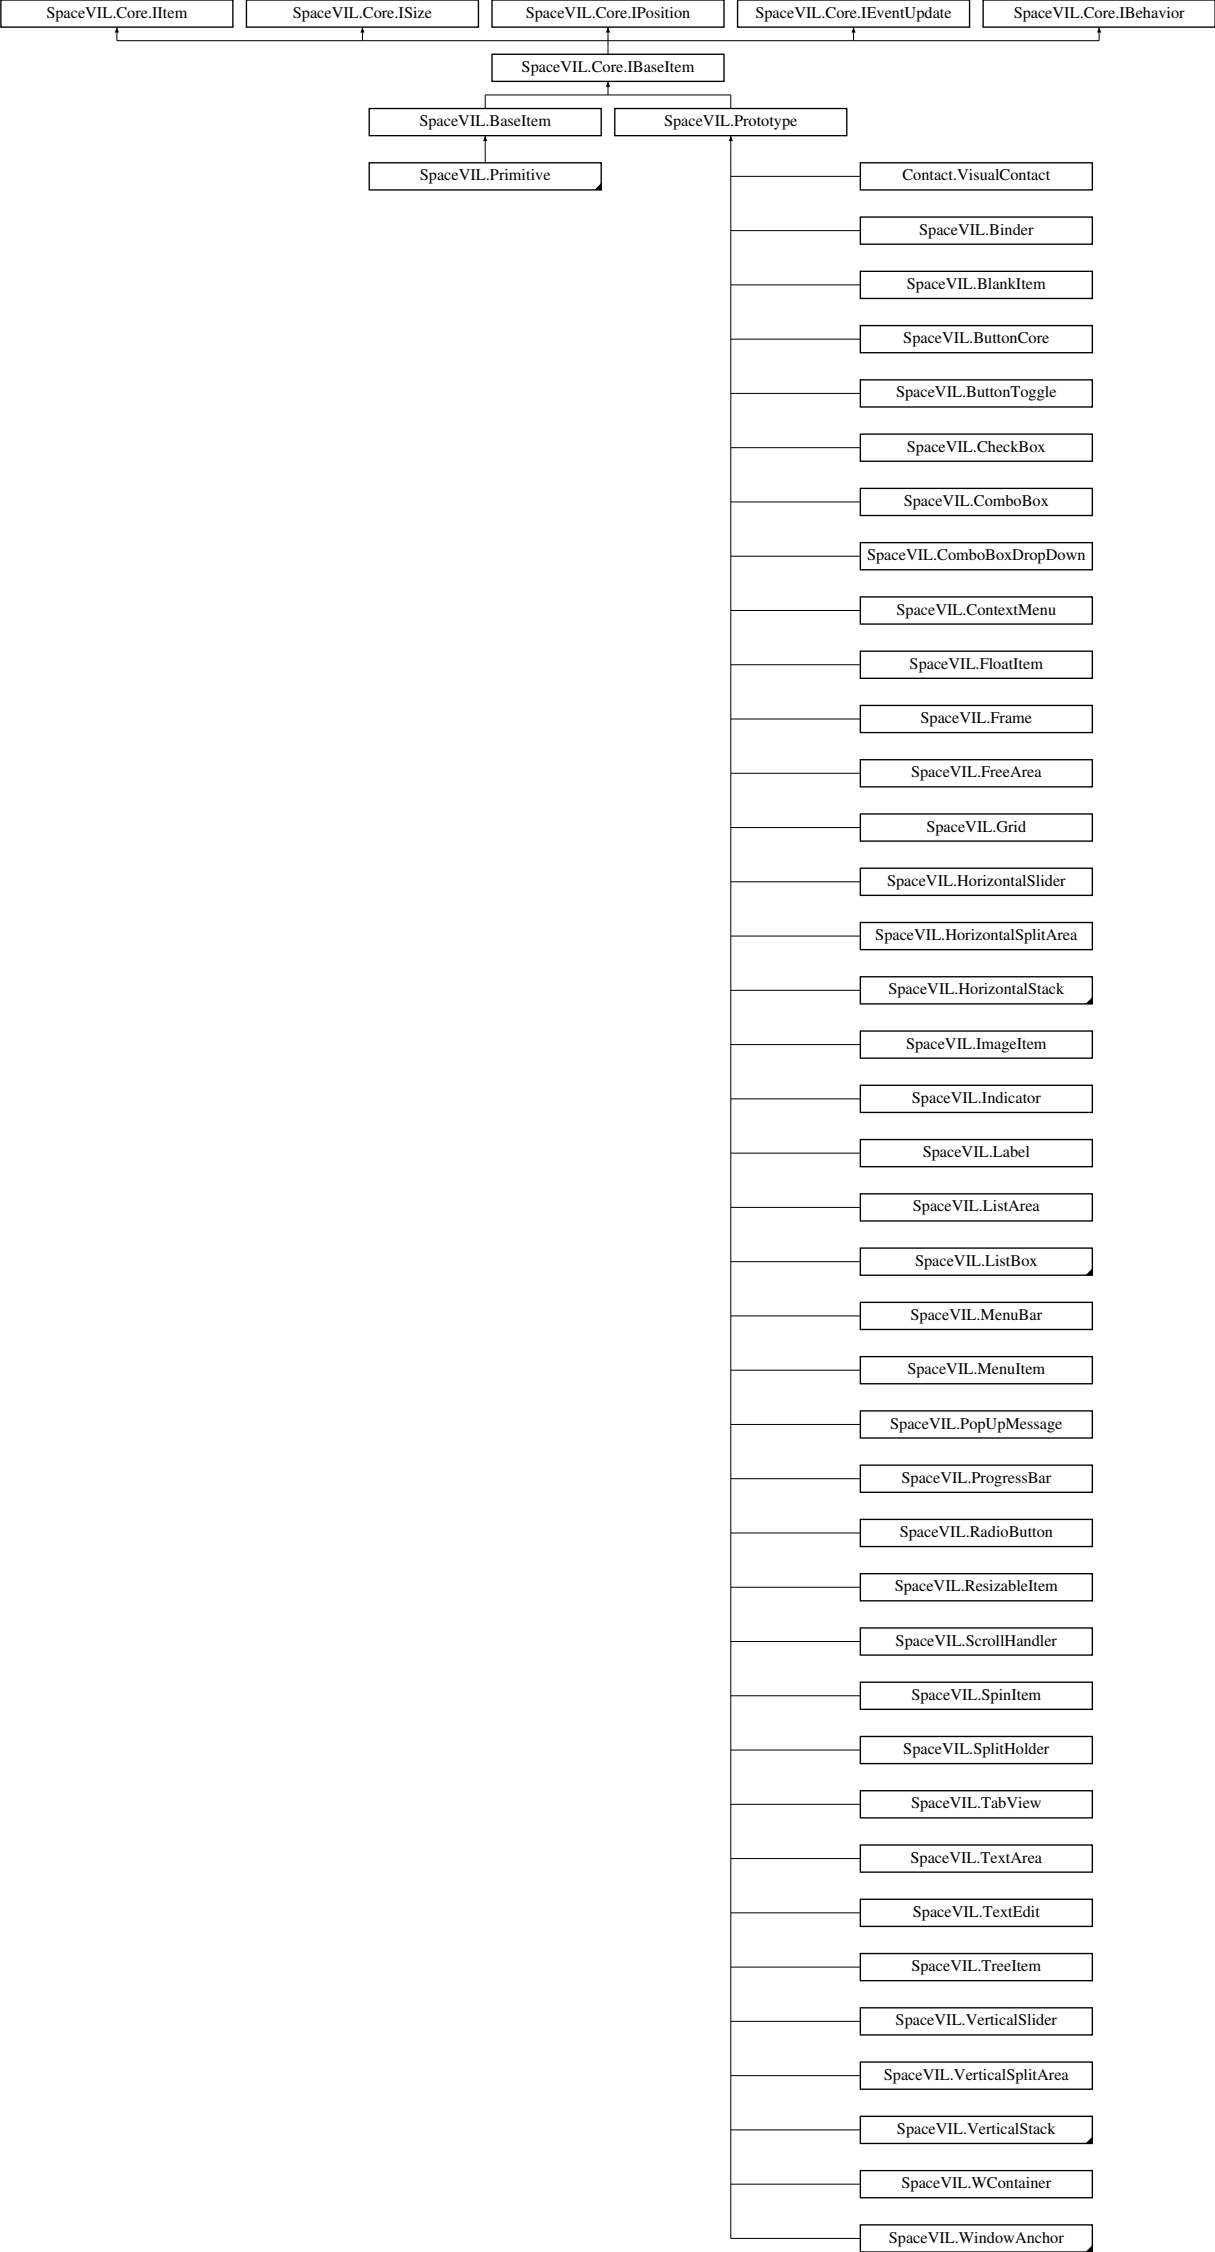 SpaceVIL.Core.IItem
SpaceVIL.Core.ISize
SpaceVIL.Core.IPosition
SpaceVIL.Core.IEventUpdate
SpaceVIL.Core.IBehavior
SpaceVIL.Core.IBaseItem
SpaceVIL.BaseItem
SpaceVIL.Prototype
SpaceVIL.Primitive
Contact.VisualContact
SpaceVIL.Binder
SpaceVIL.BlankItem
SpaceVIL.ButtonCore
SpaceVIL.ButtonToggle
SpaceVIL.CheckBox
SpaceVIL.ComboBox
SpaceVIL.ComboBoxDropDown
SpaceVIL.ContextMenu
SpaceVIL.FloatItem
SpaceVIL.Frame
SpaceVIL.FreeArea
SpaceVIL.Grid
SpaceVIL.HorizontalSlider
SpaceVIL.HorizontalSplitArea
SpaceVIL.HorizontalStack
SpaceVIL.ImageItem
SpaceVIL.Indicator
SpaceVIL.Label
SpaceVIL.ListArea
SpaceVIL.ListBox
SpaceVIL.MenuBar
SpaceVIL.MenuItem
SpaceVIL.PopUpMessage
SpaceVIL.ProgressBar
SpaceVIL.RadioButton
SpaceVIL.ResizableItem
SpaceVIL.ScrollHandler
SpaceVIL.SpinItem
SpaceVIL.SplitHolder
SpaceVIL.TabView
SpaceVIL.TextArea
SpaceVIL.TextEdit
SpaceVIL.TreeItem
SpaceVIL.VerticalSlider
SpaceVIL.VerticalSplitArea
SpaceVIL.VerticalStack
SpaceVIL.WContainer
SpaceVIL.WindowAnchor